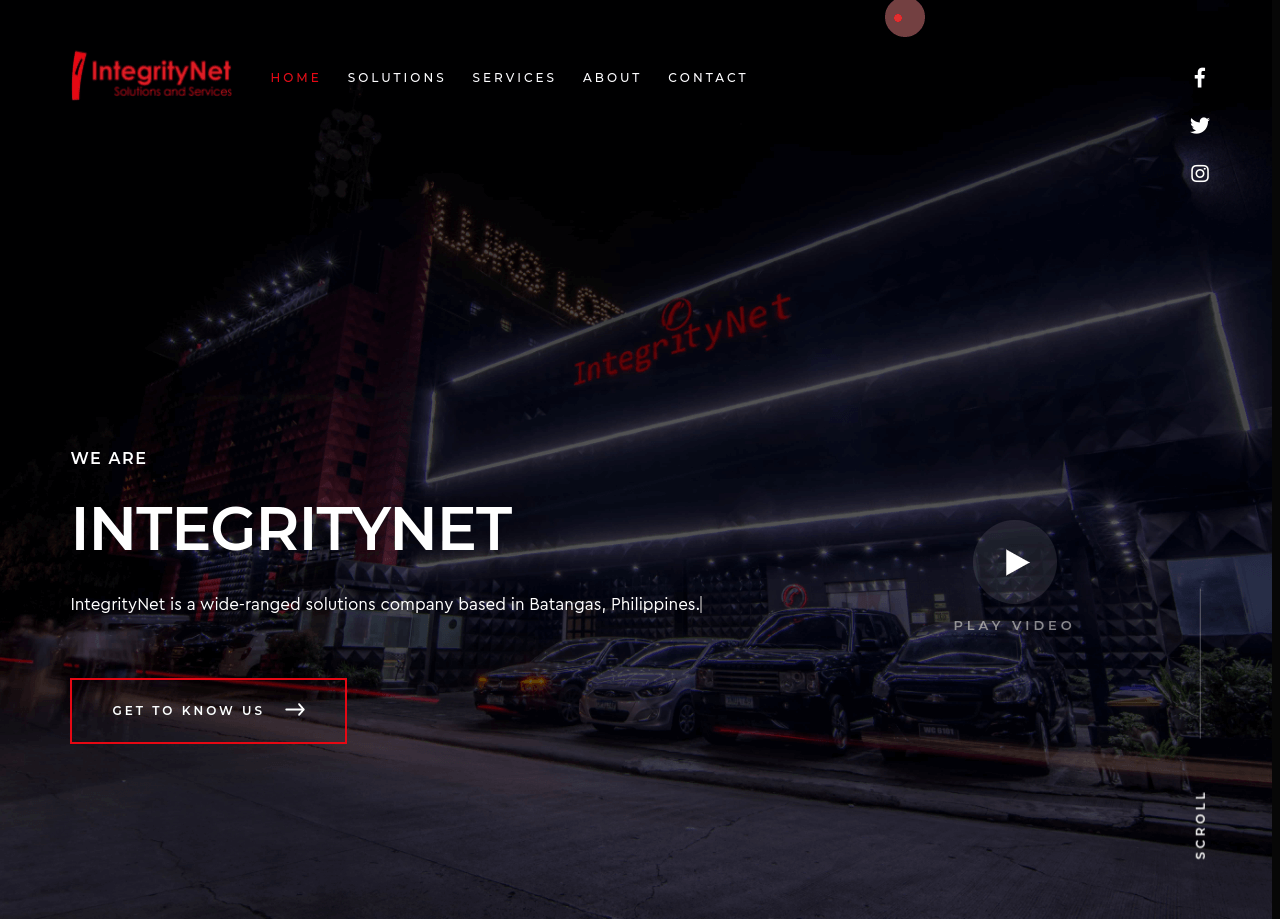 IntegrityNet
Solutions and Services
HOME
SOLUTIONS
SERVICES
ABOUT
CONTACT
IntegrityNet
WE ARE
INTEGRITYNET
IntegrityNet is a wide-ranged solutions company based in Batangas, Philippines.
PLAY VIDEO
GET TO KNOW US
SCROLL